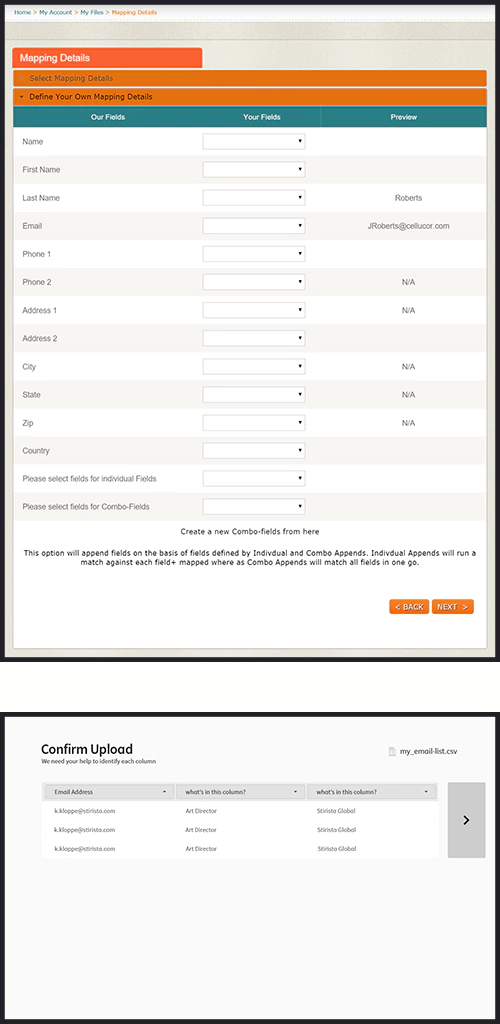 Home > My Account > My Files > Mapping Details
Mapping Details
Select Mapping Details
Define Your Own Mapping Details
Our Fields Your Fields Preview
Name
First Name
Last Name Roberts
Email JRoberts@cellucor.com
Phone 1
Phone 2 N/A
Address 1
Address 2
City N/A
State N/A
Zip N/A
Country
Please select fields for individual Fields
Please select fields for Combo-Fields
Create a new Combo-fields from here
This option will append fields on the basis of fields defined by Indivdual and Combo Appends. Indivdual Appends will run a
match against each field+ mapped where as Combo Appends will match all fields in one go.
< BACK NEXT >
Confirm Upload
We need your help to identify each column
my_email-list.csv
Email Address what's in this column? what's in this column?
k.kloppe@stirista.com Art Director Stirista Global
k.kloppe@stirista.com Art Director Stirista Global
k.kloppe@stirista.com Art Director Stirista Global